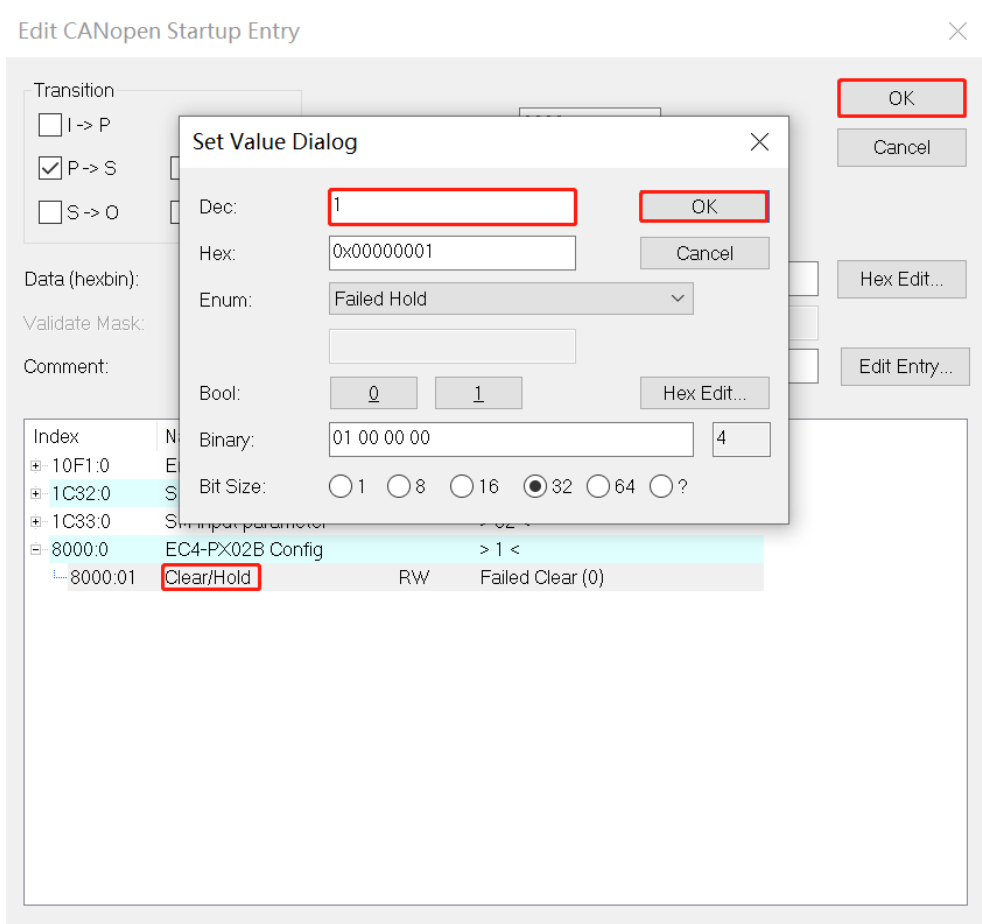 Edit CANopen Startup Entry
Transition
I -> P
P -> S
S -> O
OK
Cancel
Data (hexbin):
Hex Edit...
Validate Mask:
Comment:
Edit Entry...
Set Value Dialog
Dec:
1
OK
Hex:
0x00000001
Cancel
Enum:
Failed Hold
Bool:
0
1
Hex Edit...
Binary:
01 00 00 00
4
Bit Size:
1
8
16
32
64
?
Index
10F1:0
1C32:0
1C33:0
8000:0 EC4-PX02B Config > 1 <
8000:01 Clear/Hold RW Failed Clear (0)